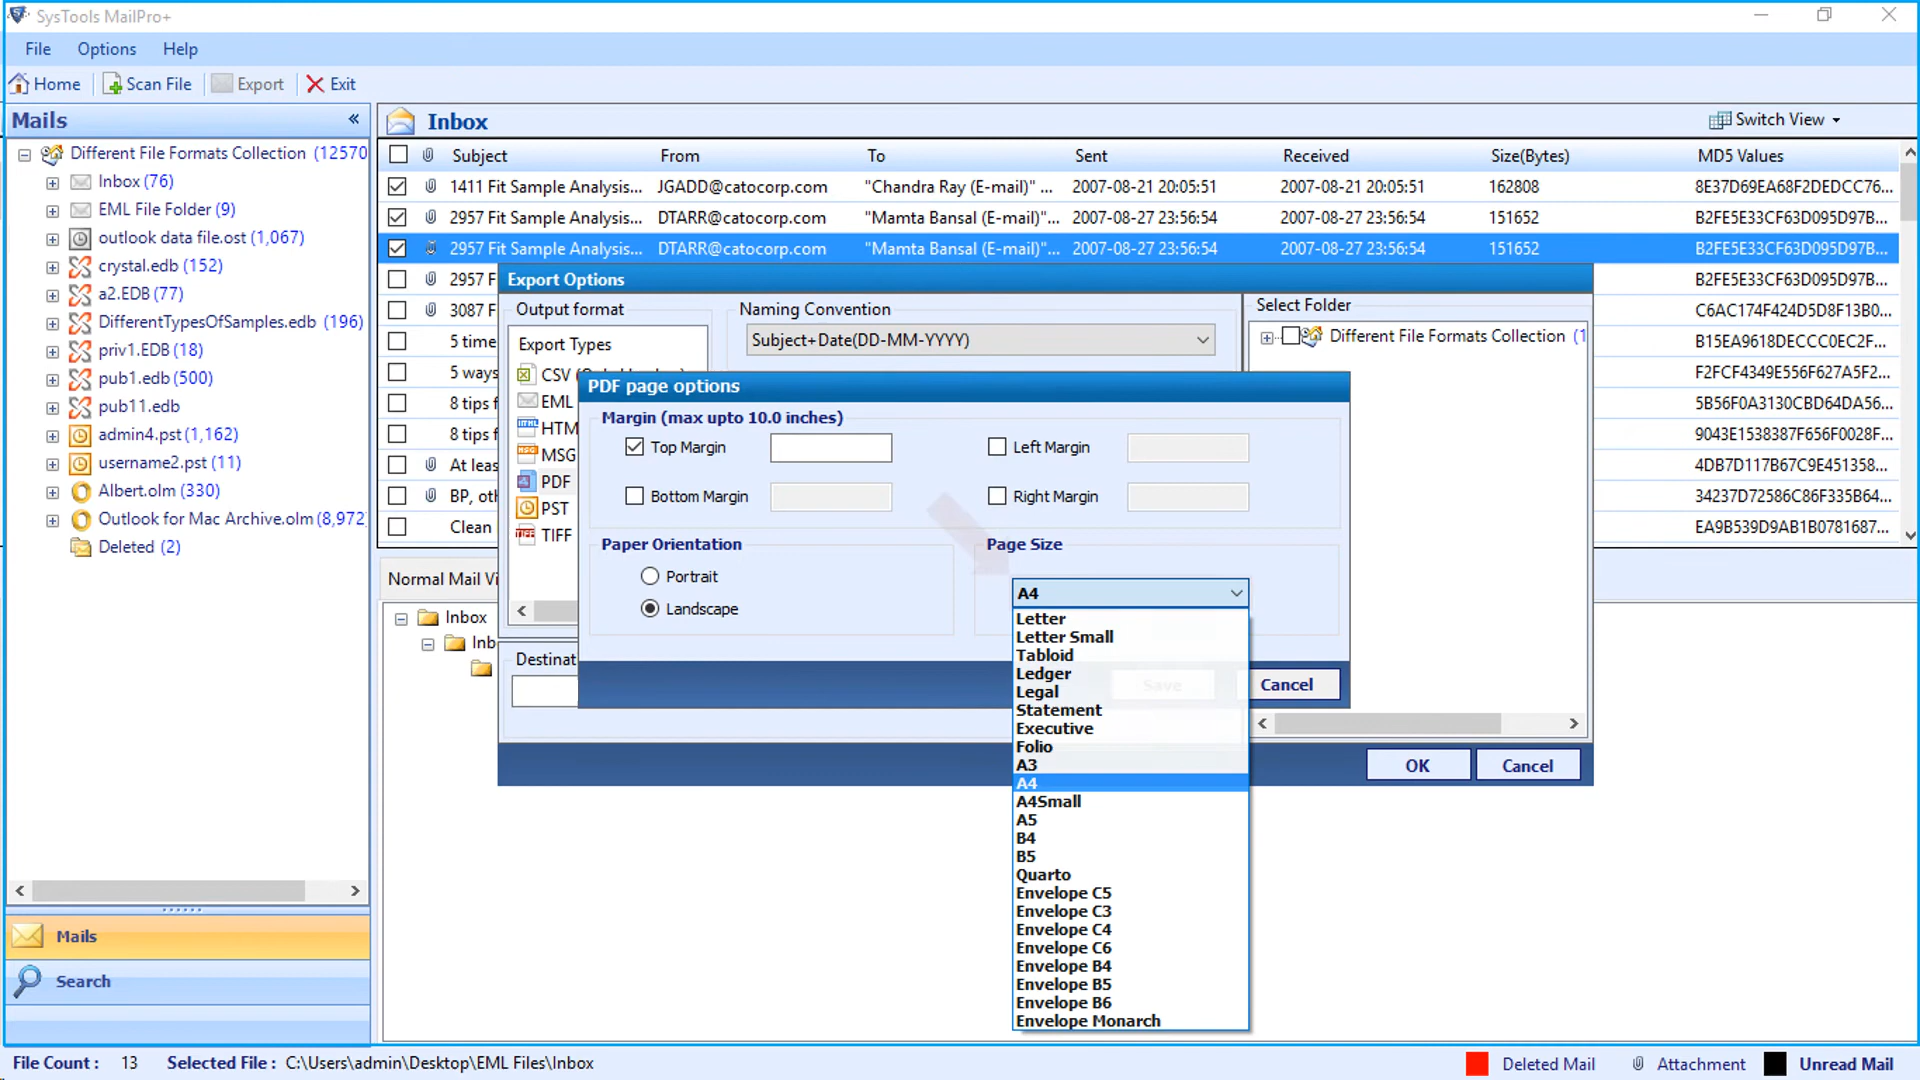 SysTools MailPro+
File Options Help
Home Scan File Export Exit
Mails «
Different File Formats Collection (12570
Inbox (76)
EML File Folder (9)
outlook data file.ost (1,067)
crystal.edb (152)
a2.EDB (77)
DifferentTypesOfSamples.edb (196)
priv1.EDB (18)
pub1.edb (500)
pub11.edb
admin4.pst (1,162)
username2.pst (11)
Albert.olm (330)
Outlook for Mac Archive.olm (8,972
Deleted (2)
Mails
Search
Inbox Switch View
Subject From To Sent Received Size(Bytes) MD5 Values
1411 Fit Sample Analysis... JGADD@catocorp.com "Chandra Ray (E-mail)" ... 2007-08-21 20:05:51 2007-08-21 20:05:51 162808 8E37D69EA68F2DEDCC76...
2957 Fit Sample Analysis... DTARR@catocorp.com "Mamta Bansal (E-mail)"... 2007-08-27 23:56:54 2007-08-27 23:56:54 151652 B2FE5E33CF63D095D97B...
2957 Fit Sample Analysis... DTARR@catocorp.com "Mamta Bansal (E-mail)"... 2007-08-27 23:56:54 2007-08-27 23:56:54 151652 B2FE5E33CF63D095D97B...
2957 F B2FE5E33CF63D095D97B...
3087 F C6AC174F424D5D8F13B0...
5 time B15EA9618DECCC0EC2F...
5 ways F2FCF4349E556F627A5F2...
8 tips f 5B56F0A3130CBD64DA56...
8 tips f 9043E1538387F656F0028F...
At leas 4DB7D117B67C9E451358...
BP, oth 34237D72586C86F335B64...
Clean EA9B539D9AB1B0781687...
Normal Mail Vi
Inbox
Inb
Export Options
Output format
Export Types
CSV
EML
HTM
MSG
PDF
PST
TIFF
Naming Convention
Subject+Date(DD-MM-YYYY)
Select Folder
Different File Formats Collection (1
Destinat
OK Cancel
PDF page options
Margin (max upto 10.0 inches)
Top Margin Left Margin
Bottom Margin Right Margin
Paper Orientation
Portrait
Landscape
Page Size
A4
Letter
Letter Small
Tabloid
Ledger
Legal
Statement
Executive
Folio
A3
A4
A4Small
A5
B4
B5
Quarto
Envelope C5
Envelope C3
Envelope C4
Envelope C6
Envelope B4
Envelope B5
Envelope B6
Envelope Monarch
Save Cancel
File Count : 13 Selected File : C:\Users\admin\Desktop\EML Files\Inbox Deleted Mail Attachment Unread Mail